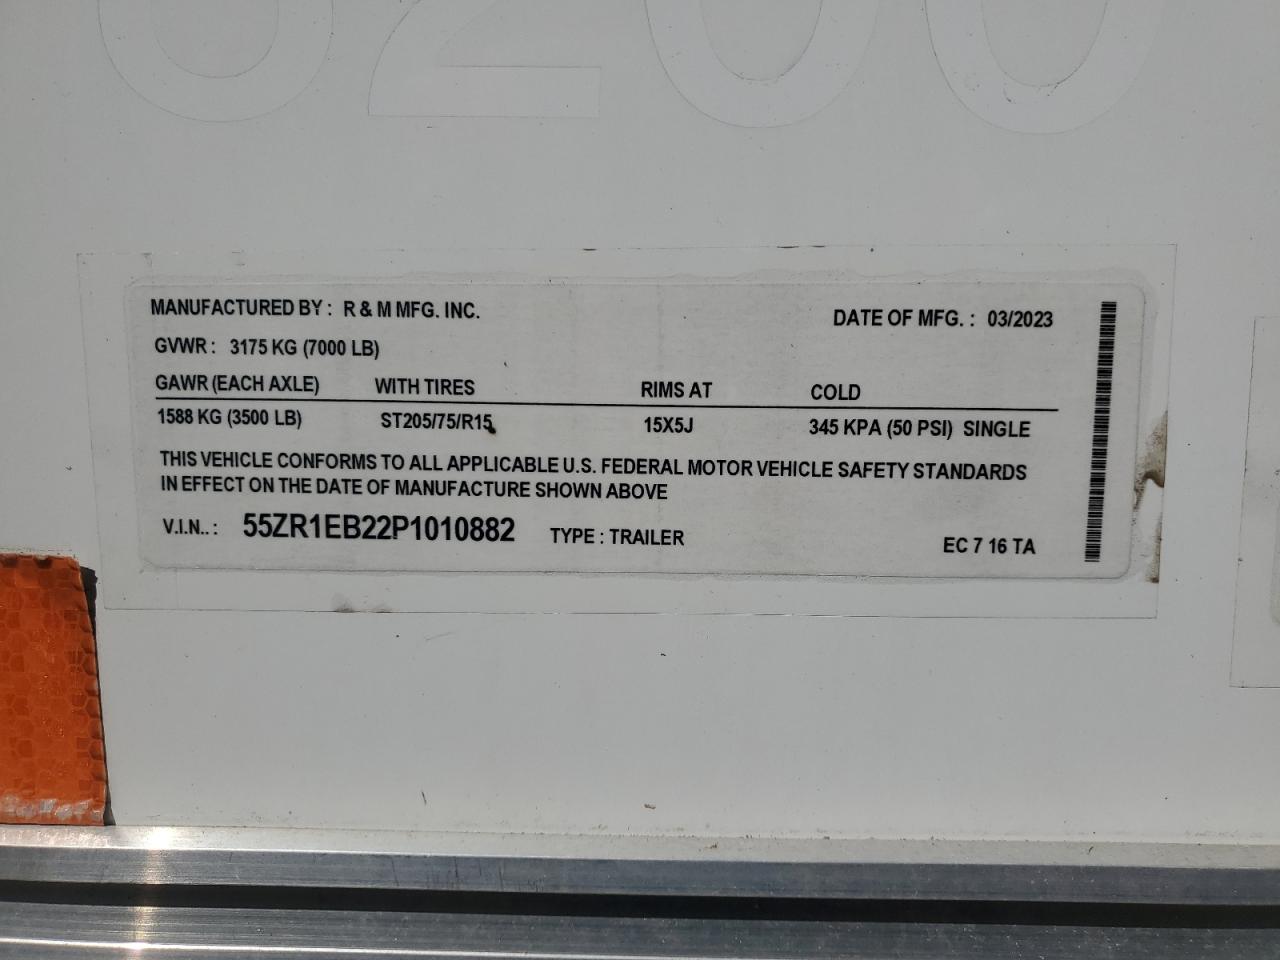 MANUFACTURED BY : R & M MFG. INC. DATE OF MFG. : 03/2023
GVWR : 3175 KG (7000 LB)
GAWR (EACH AXLE) WITH TIRES RIMS AT COLD
1588 KG (3500 LB) ST205/75/R15 15X5J 345 KPA (50 PSI) SINGLE
THIS VEHICLE CONFORMS TO ALL APPLICABLE U.S. FEDERAL MOTOR VEHICLE SAFETY STANDARDS
IN EFFECT ON THE DATE OF MANUFACTURE SHOWN ABOVE
V.I.N.. : 55ZR1EB22P1010882 TYPE : TRAILER EC 7 16 TA